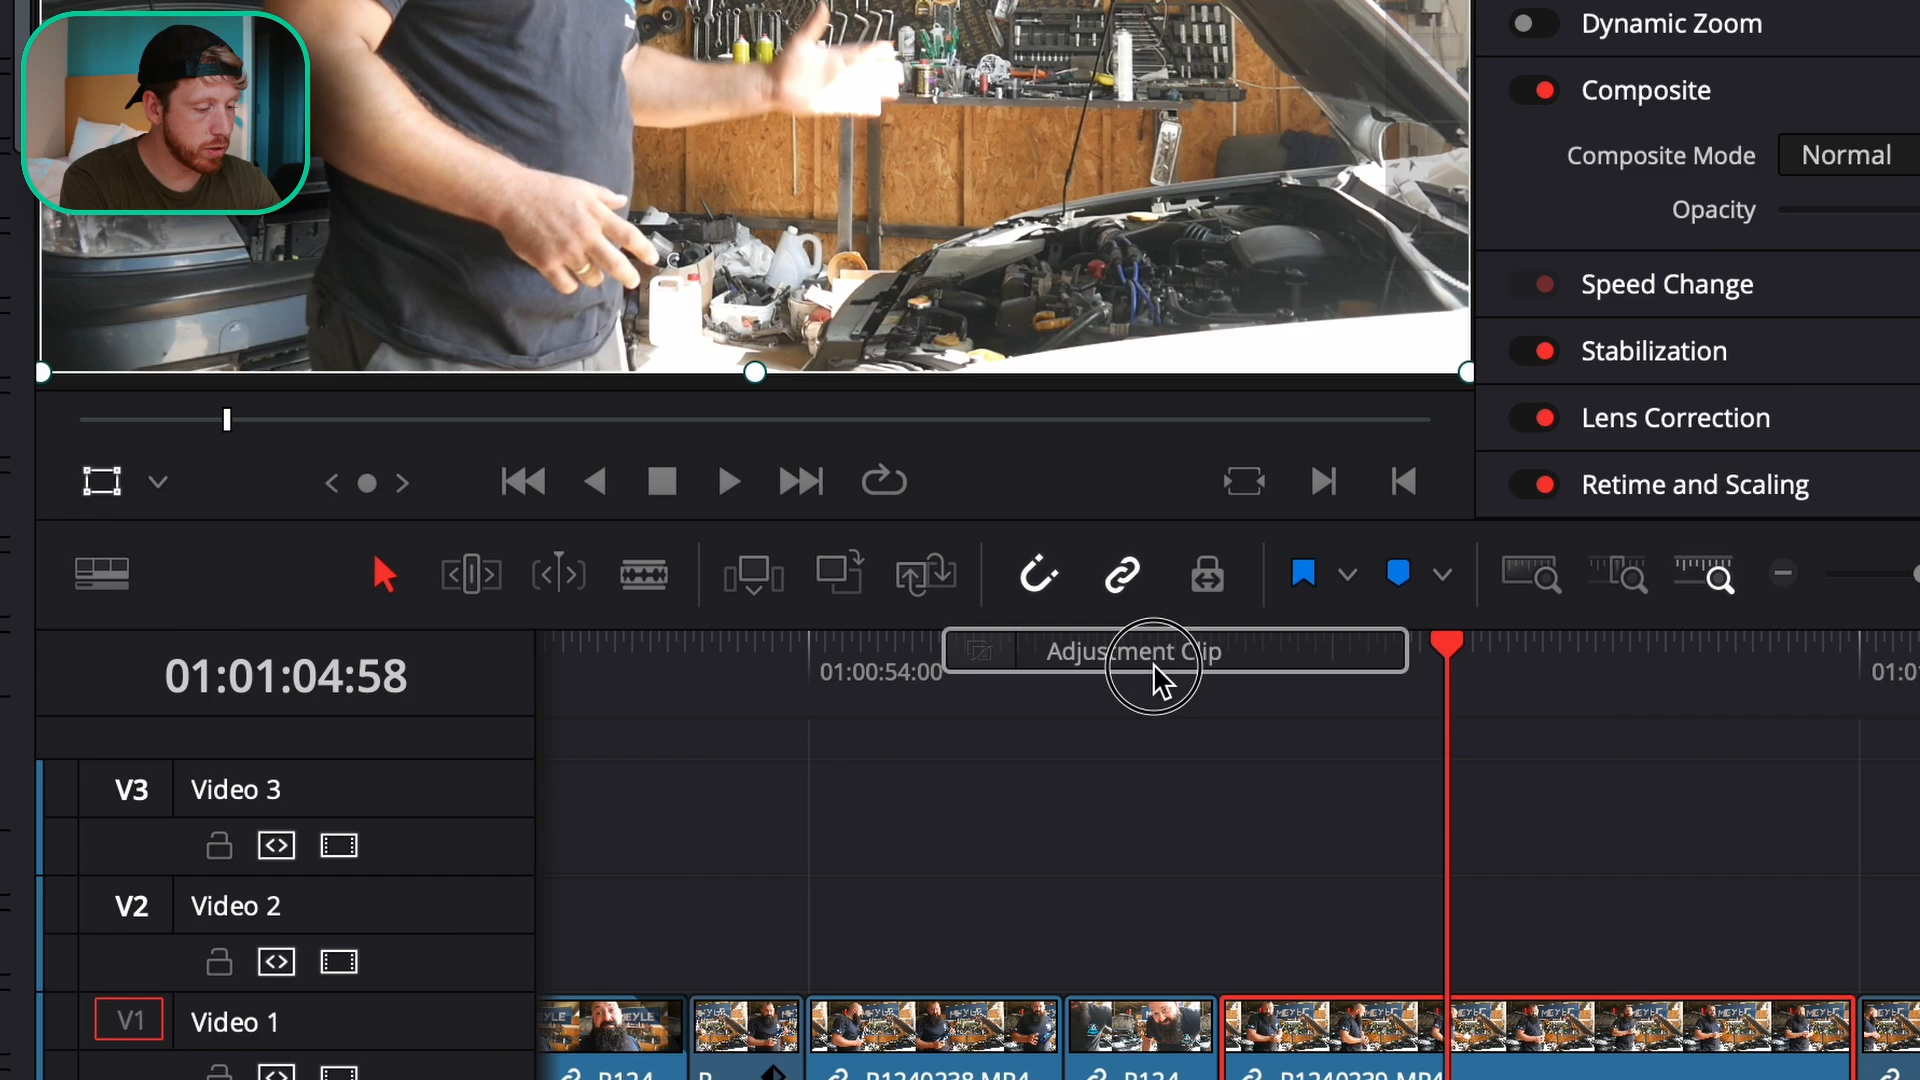 Dynamic Zoom
Composite
Composite Mode
Normal
Opacity
Speed Change
Stabilization
Lens Correction
Retime and Scaling
01:01:04:58
01:00:54:00
Adjustment Clip
V3
Video 3
V2
Video 2
V1
Video 1
P1240238.MP4
P124
P1240239.MP4